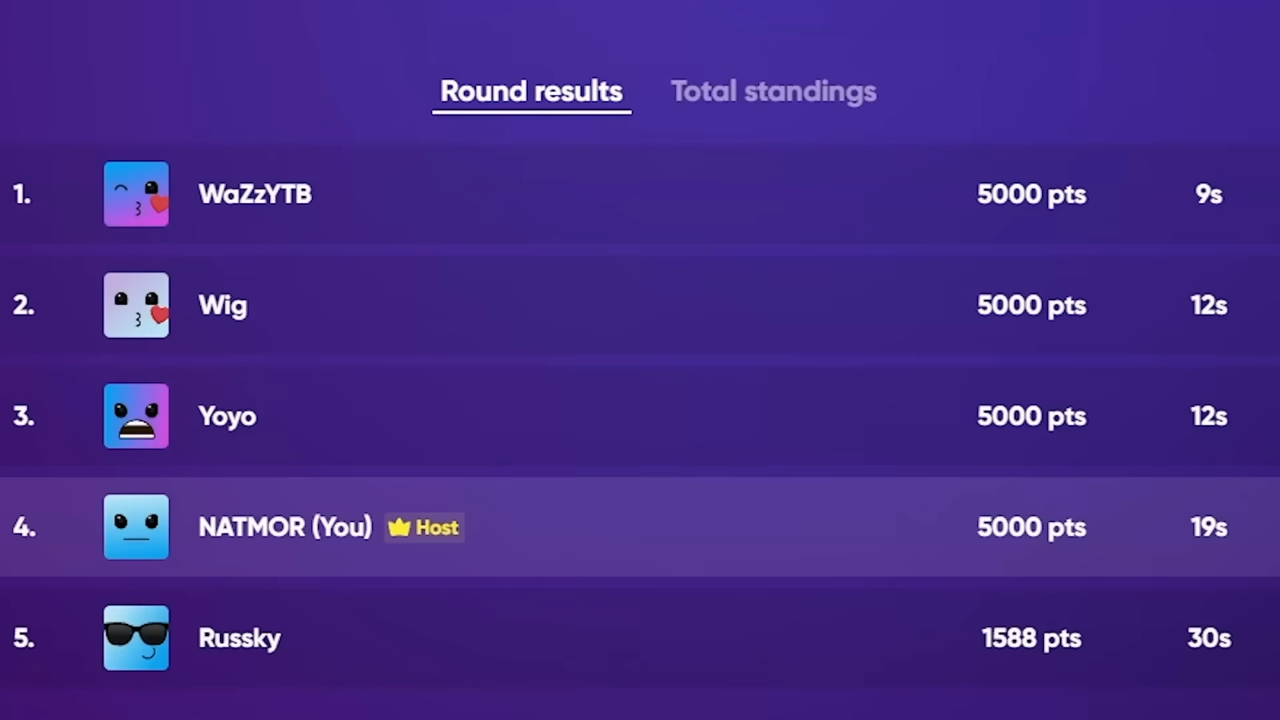 Round results Total standings
1. WaZzYTB 5000 pts 9s
2. Wig 5000 pts 12s
3. Yoyo 5000 pts 12s
4. NATMOR (You) Host 5000 pts 19s
5. Russky 1588 pts 30s